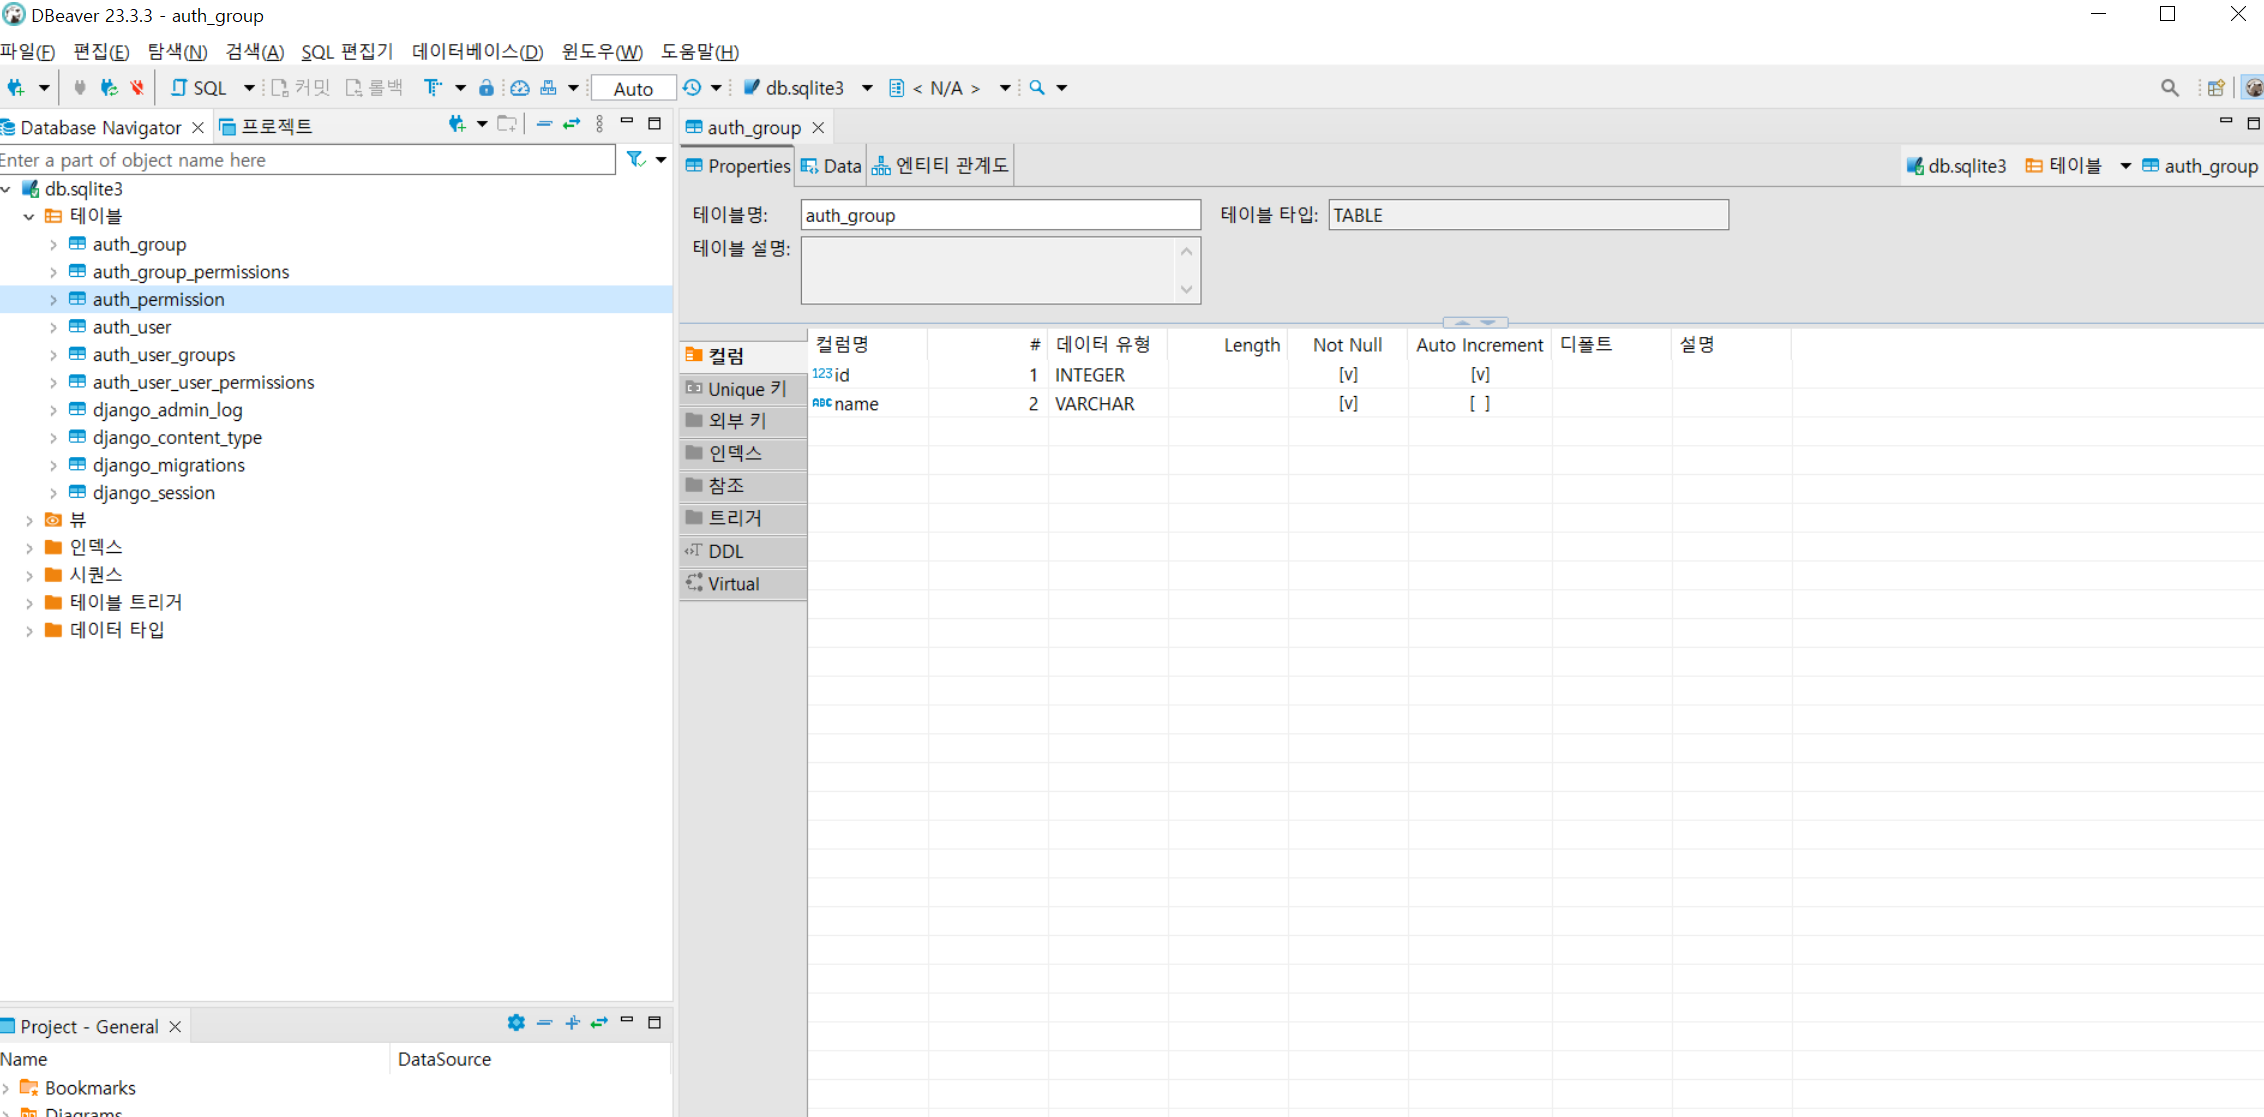 DBeaver 23.3.3 - auth_group
파일(F) 편집(E) 탐색(N) 검색(A) SQL 편집기 데이터베이스(D) 윈도우(W) 도움말(H)
SQL 커밋 롤백 Auto db.sqlite3 < N/A >
Database Navigator 프로젝트
Enter a part of object name here
db.sqlite3
테이블
auth_group
auth_group_permissions
auth_permission
auth_user
auth_user_groups
auth_user_user_permissions
django_admin_log
django_content_type
django_migrations
django_session
뷰
인덱스
시퀀스
테이블 트리거
데이터 타입
Project - General
Name DataSource
Bookmarks
Diagrams
auth_group
Properties Data 엔티티 관계도 db.sqlite3 테이블 auth_group
테이블명: auth_group 테이블 타입: TABLE
테이블 설명:
컬럼
Unique 키
외부 키
인덱스
참조
트리거
DDL
Virtual
컬럼명 # 데이터 유형 Length Not Null Auto Increment 디폴트 설명
123 id 1 INTEGER [v] [v]
ABC name 2 VARCHAR [v] [ ]